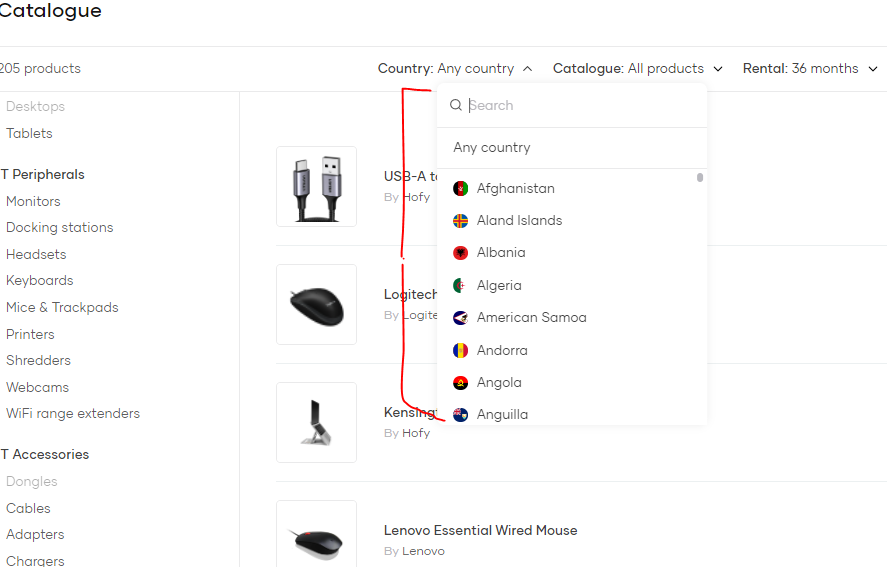 Catalogue
205 products
Country: Any country
Catalogue: All products
Rental: 36 months
Desktops
Tablets
T Peripherals
Monitors
Docking stations
Headsets
Keyboards
Mice & Trackpads
Printers
Shredders
Webcams
WiFi range extenders
T Accessories
Dongles
Cables
Adapters
Chargers
Search
Any country
Afghanistan
Aland Islands
Albania
Algeria
American Samoa
Andorra
Angola
Anguilla
USB-A to
By Hofy
Logitech
By Logite
Kensingt
By Hofy
Lenovo Essential Wired Mouse
By Lenovo